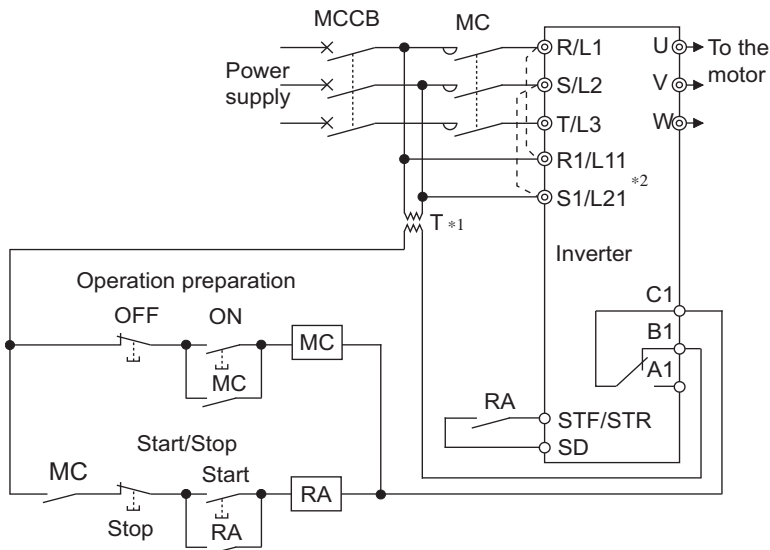 MCCB
MC
R/L1
U
To the
motor
Power
supply
S/L2
V
T/L3
W
R1/L11
*2
S1/L21
T *1
Inverter
Operation preparation
OFF
ON
MC
MC
C1
B1
A1
RA
STF/STR
SD
Start/Stop
MC
Start
RA
Stop
RA